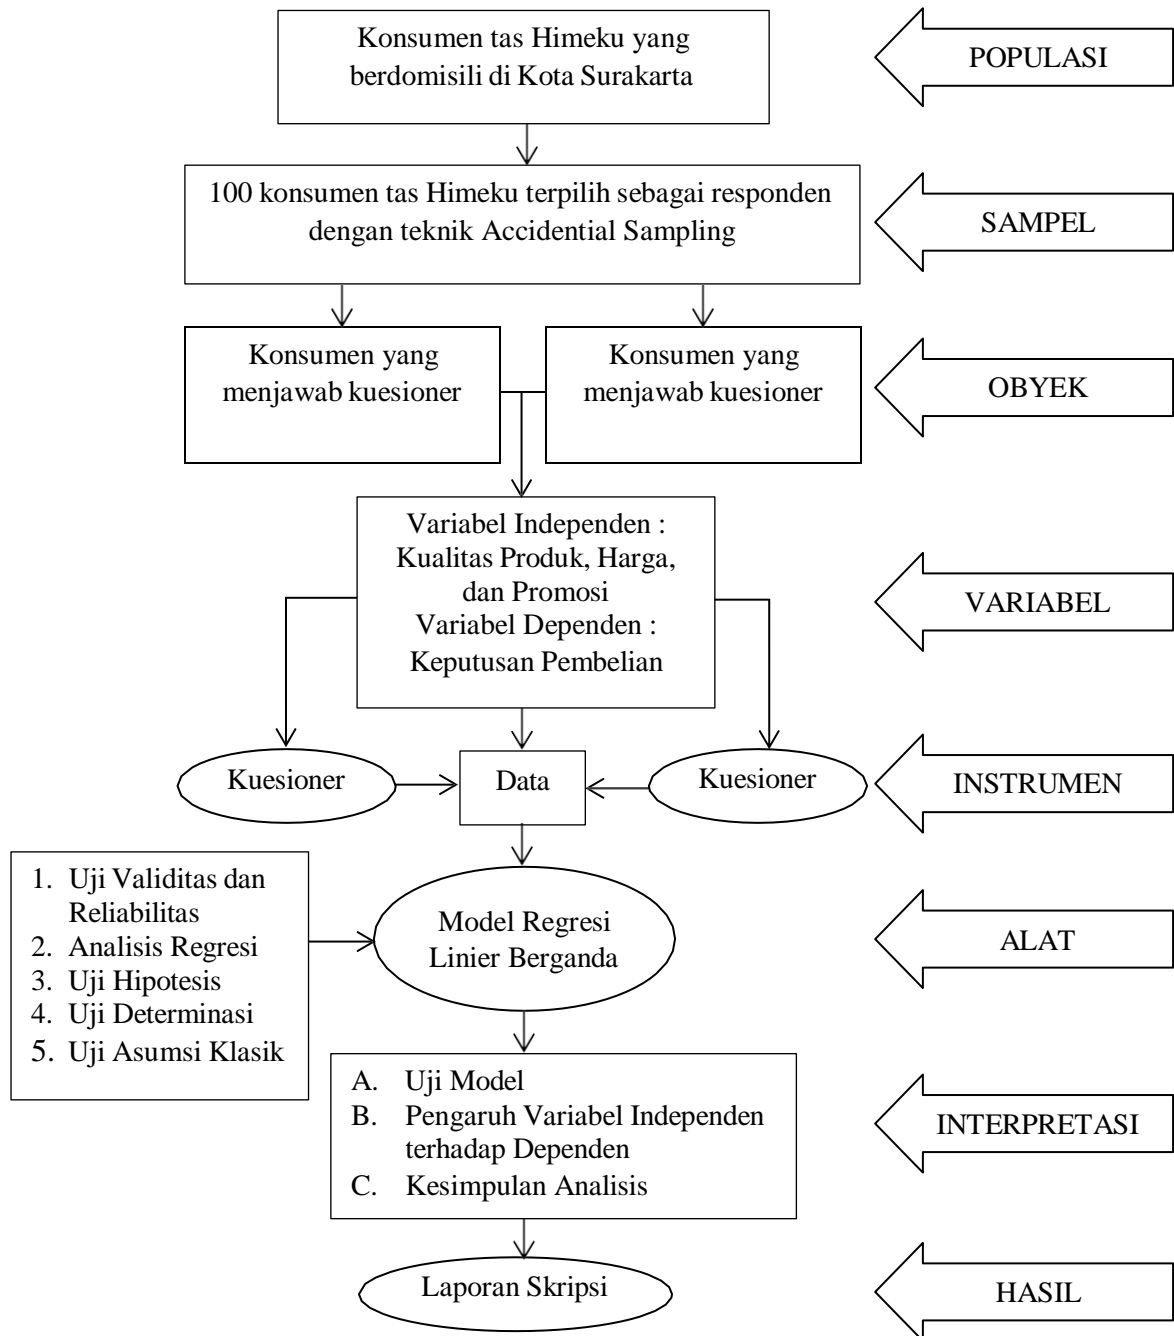 Konsumen tas Himeku yang
berdomisili di Kota Surakarta
POPULASI
100 konsumen tas Himeku terpilih sebagai responden
dengan teknik Accidential Sampling
SAMPEL
Konsumen yang
menjawab kuesioner
Konsumen yang
menjawab kuesioner
OBYEK
Variabel Independen :
Kualitas Produk, Harga,
dan Promosi
Variabel Dependen :
Keputusan Pembelian
VARIABEL
Kuesioner
Data
Kuesioner
INSTRUMEN
1. Uji Validitas dan
Reliabilitas
2. Analisis Regresi
3. Uji Hipotesis
4. Uji Determinasi
5. Uji Asumsi Klasik
Model Regresi
Linier Berganda
ALAT
A. Uji Model
B. Pengaruh Variabel Independen
terhadap Dependen
C. Kesimpulan Analisis
INTERPRETASI
Laporan Skripsi
HASIL